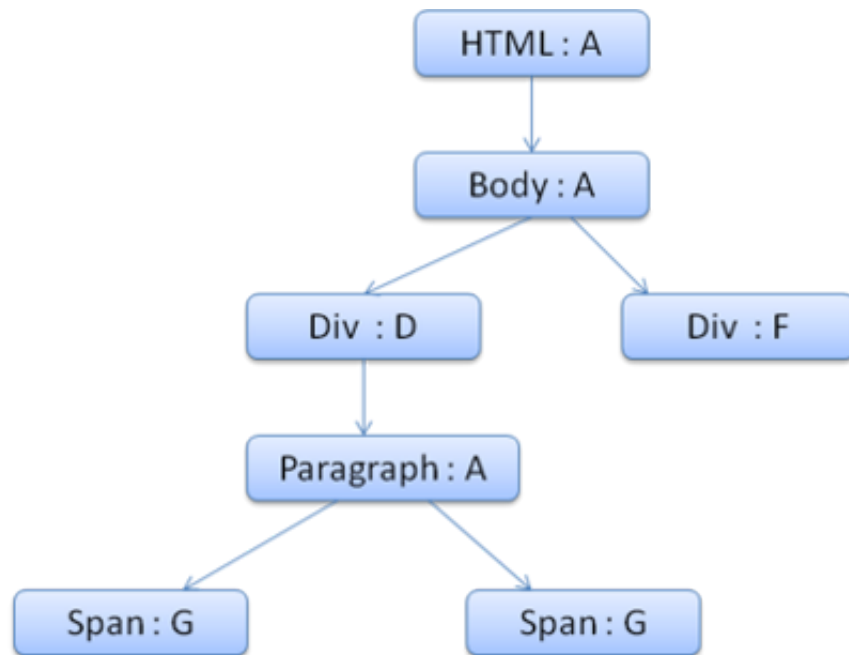 HTML : A
Body : A
Div : D
Div : F
Paragraph : A
Span : G
Span : G